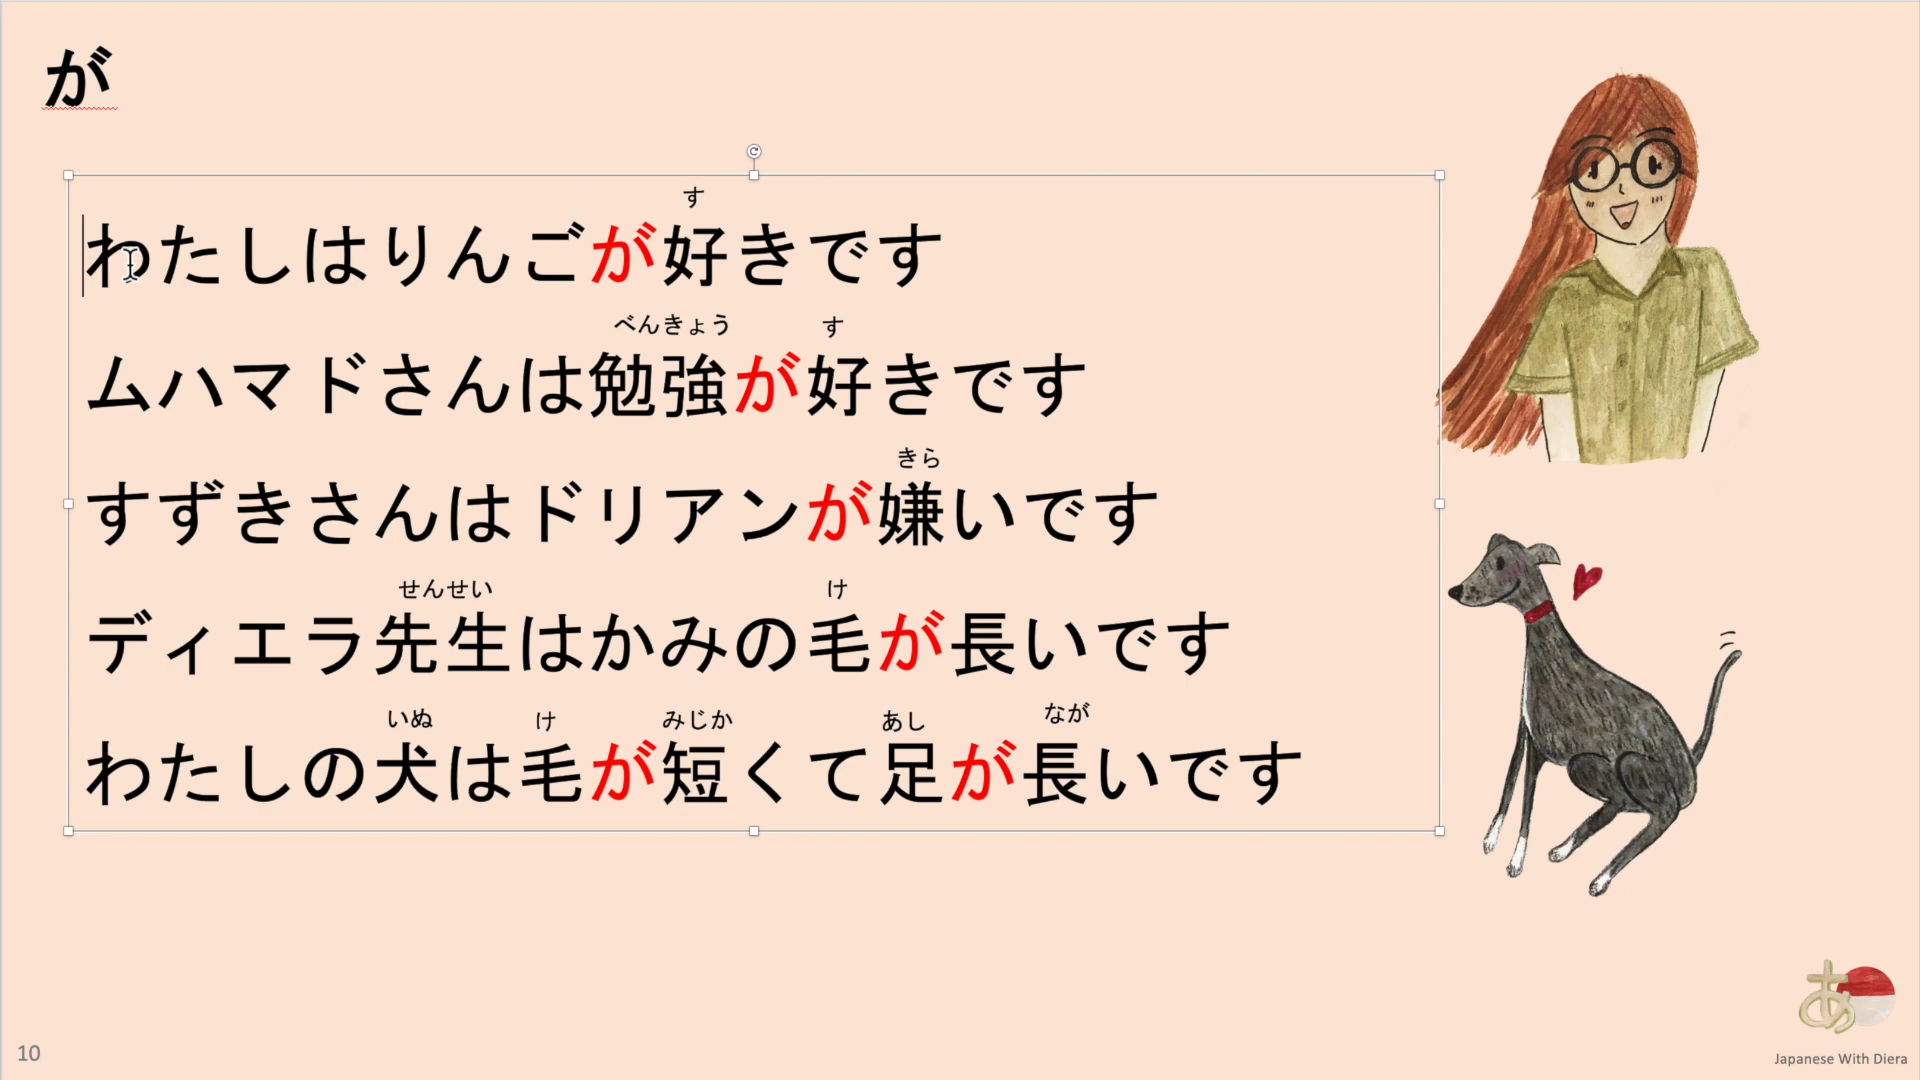 が
す
わたしはりんごが好きです
べんきょう す
ムハマドさんは勉強が好きです
きら
すずきさんはドリアンが嫌いです
せんせい け
ディエラ先生はかみの毛が長いです
いぬ け みじか あし なが
わたしの犬は毛が短くて足が長いです
あ
Japanese With Diera
10